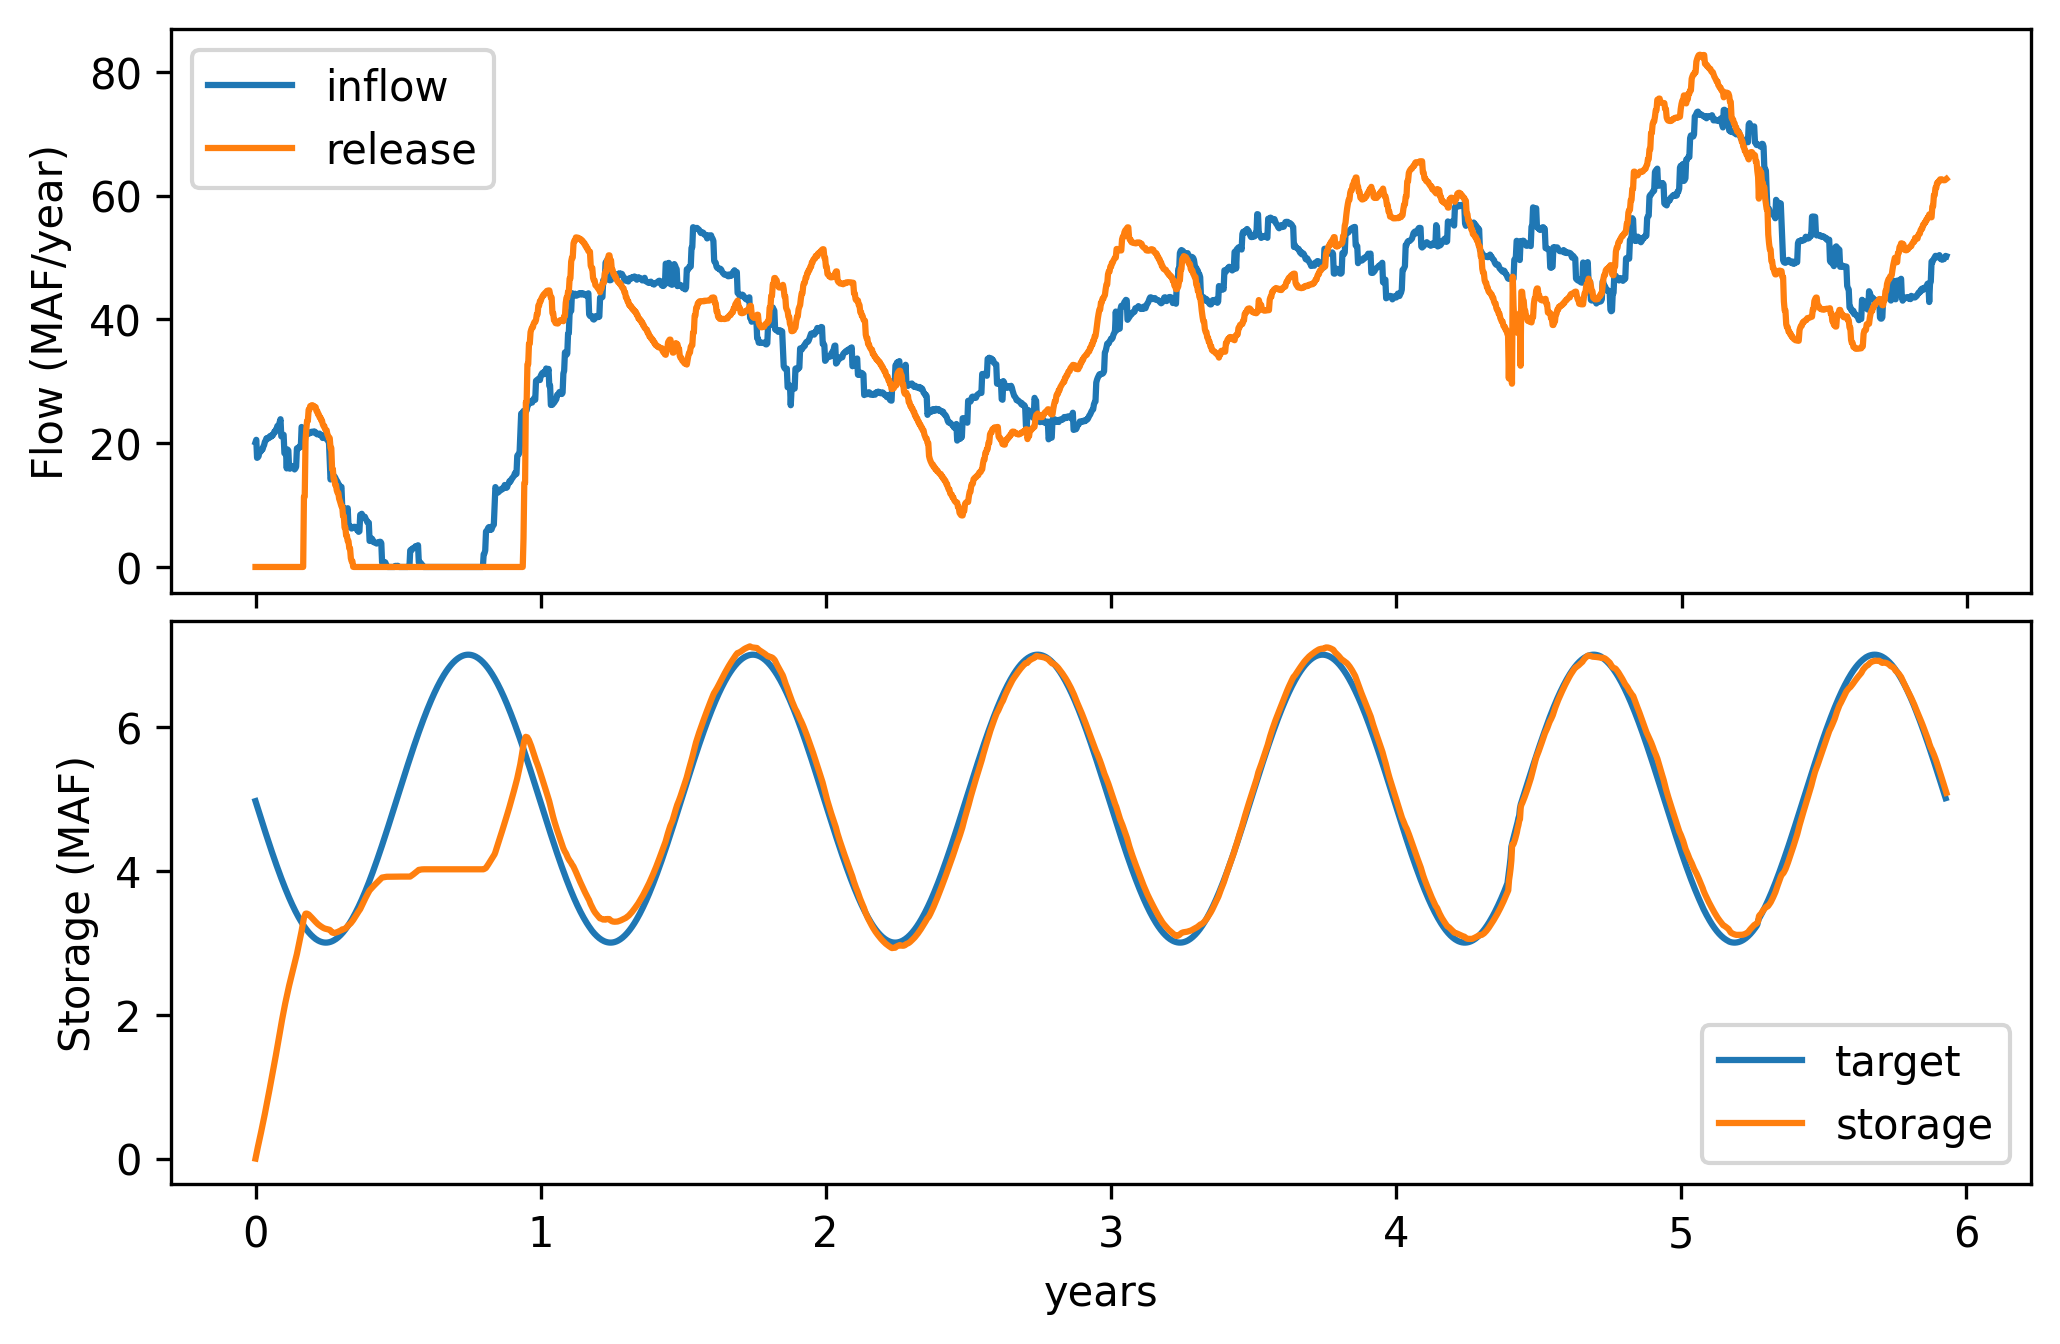 Flow (MAF/year)
80
60
40
20
0
inflow
release
Storage (MAF)
6
4
2
0
target
storage
0 1 2 3 4 5 6
years